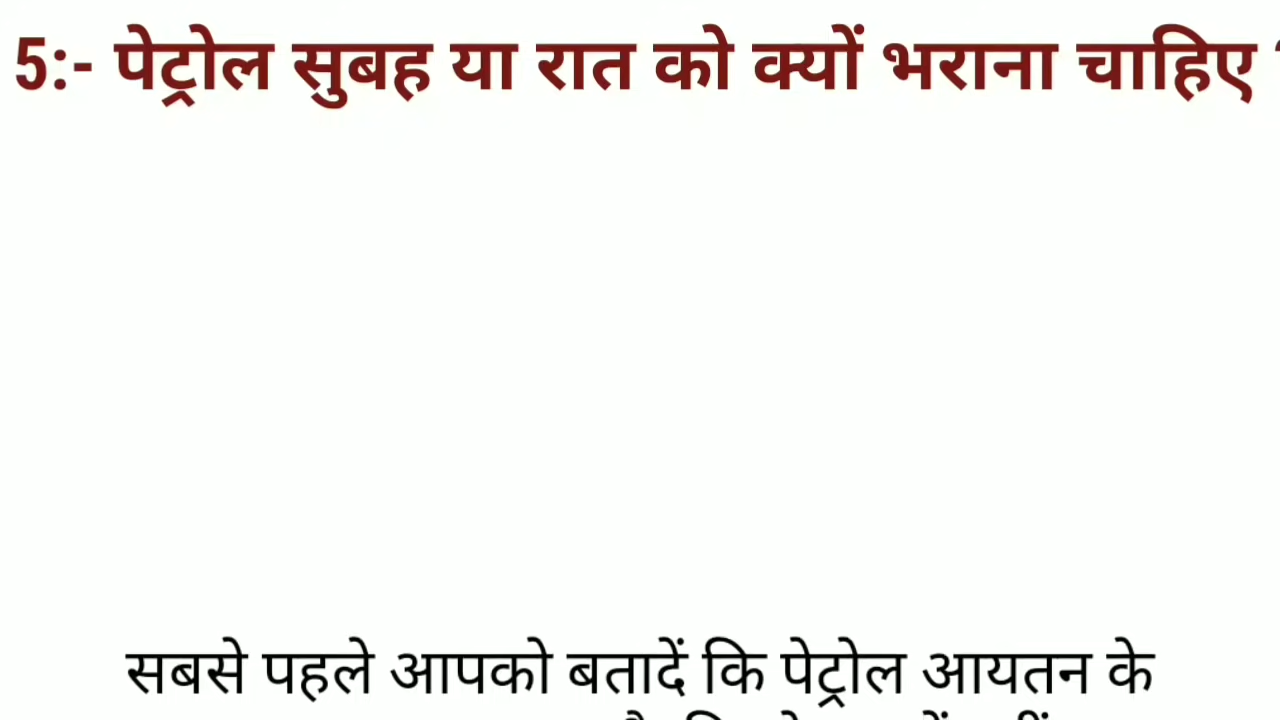 5:- पेट्रोल सुबह या रात को क्यों भराना चाहिए
सबसे पहले आपको बतादें कि पेट्रोल आयतन के